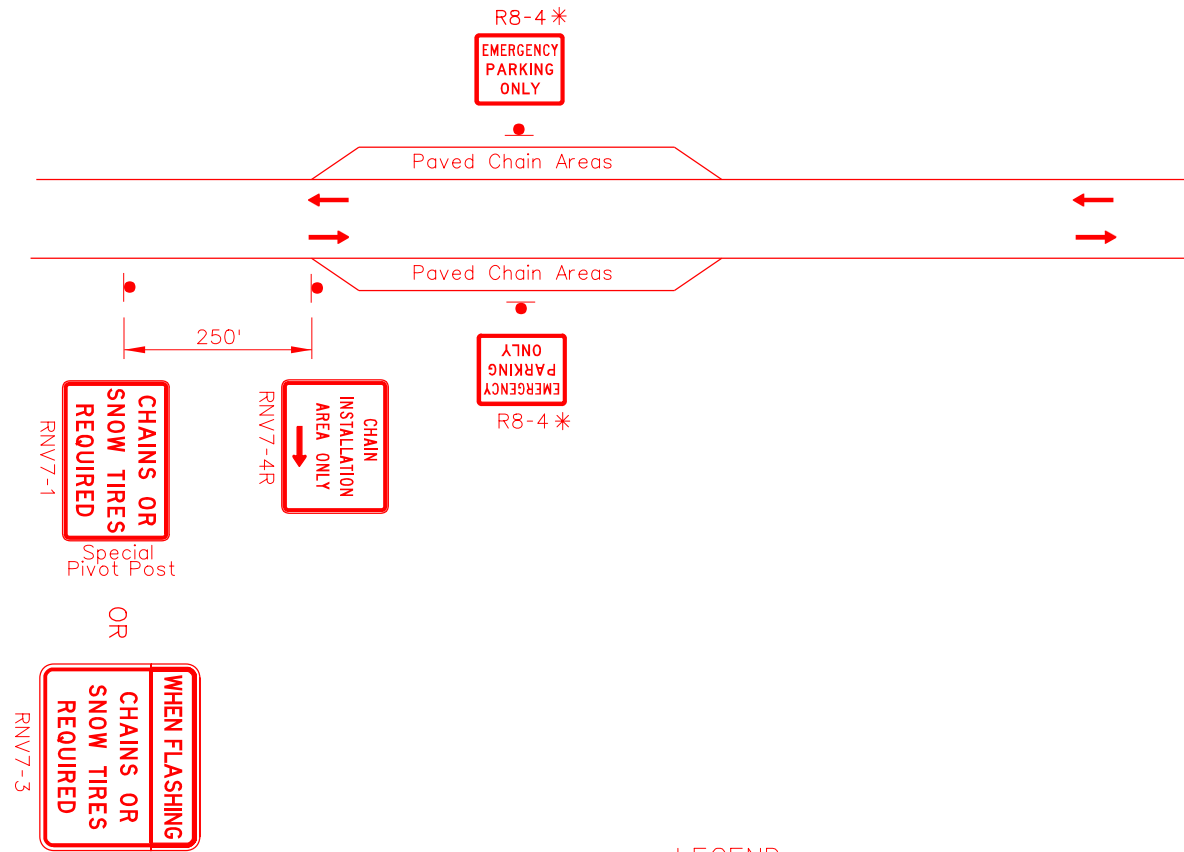 R8-4*
EMERGENCY
PARKING
ONLY
Paved Chain Areas
Paved Chain Areas
250'
EMERGENCY
PARKING
ONLY
R8-4*
CHAINS OR
SNOW TIRES
REQUIRED
RNV7-1
Special
Pivot Post
CHAIN
INSTALLATION
AREA ONLY
RNV7-4R
OR
WHEN FLASHING
CHAINS OR
SNOW TIRES
REQUIRED
RNV7-3
LEGEND